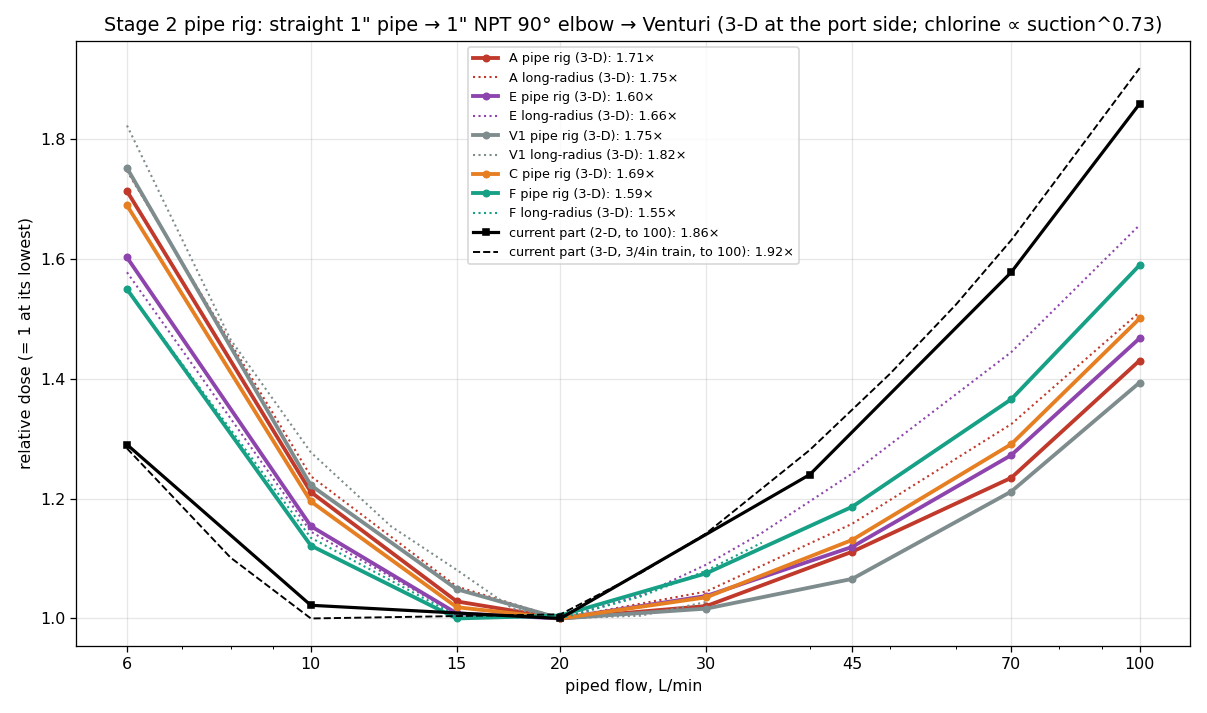 Stage 2 pipe rig: straight 1" pipe → 1" NPT 90° elbow → Venturi (3-D at the port side; chlorine ∝ suction^0.73)
A pipe rig (3-D): 1.71×
A long-radius (3-D): 1.75×
E pipe rig (3-D): 1.60×
E long-radius (3-D): 1.66×
V1 pipe rig (3-D): 1.75×
V1 long-radius (3-D): 1.82×
C pipe rig (3-D): 1.69×
F pipe rig (3-D): 1.59×
F long-radius (3-D): 1.55×
current part (2-D, to 100): 1.86×
current part (3-D, 3/4in train, to 100): 1.92×
relative dose (= 1 at its lowest)
1.8
1.6
1.4
1.2
1.0
6 10 15 20 30 45 70 100
piped flow, L/min